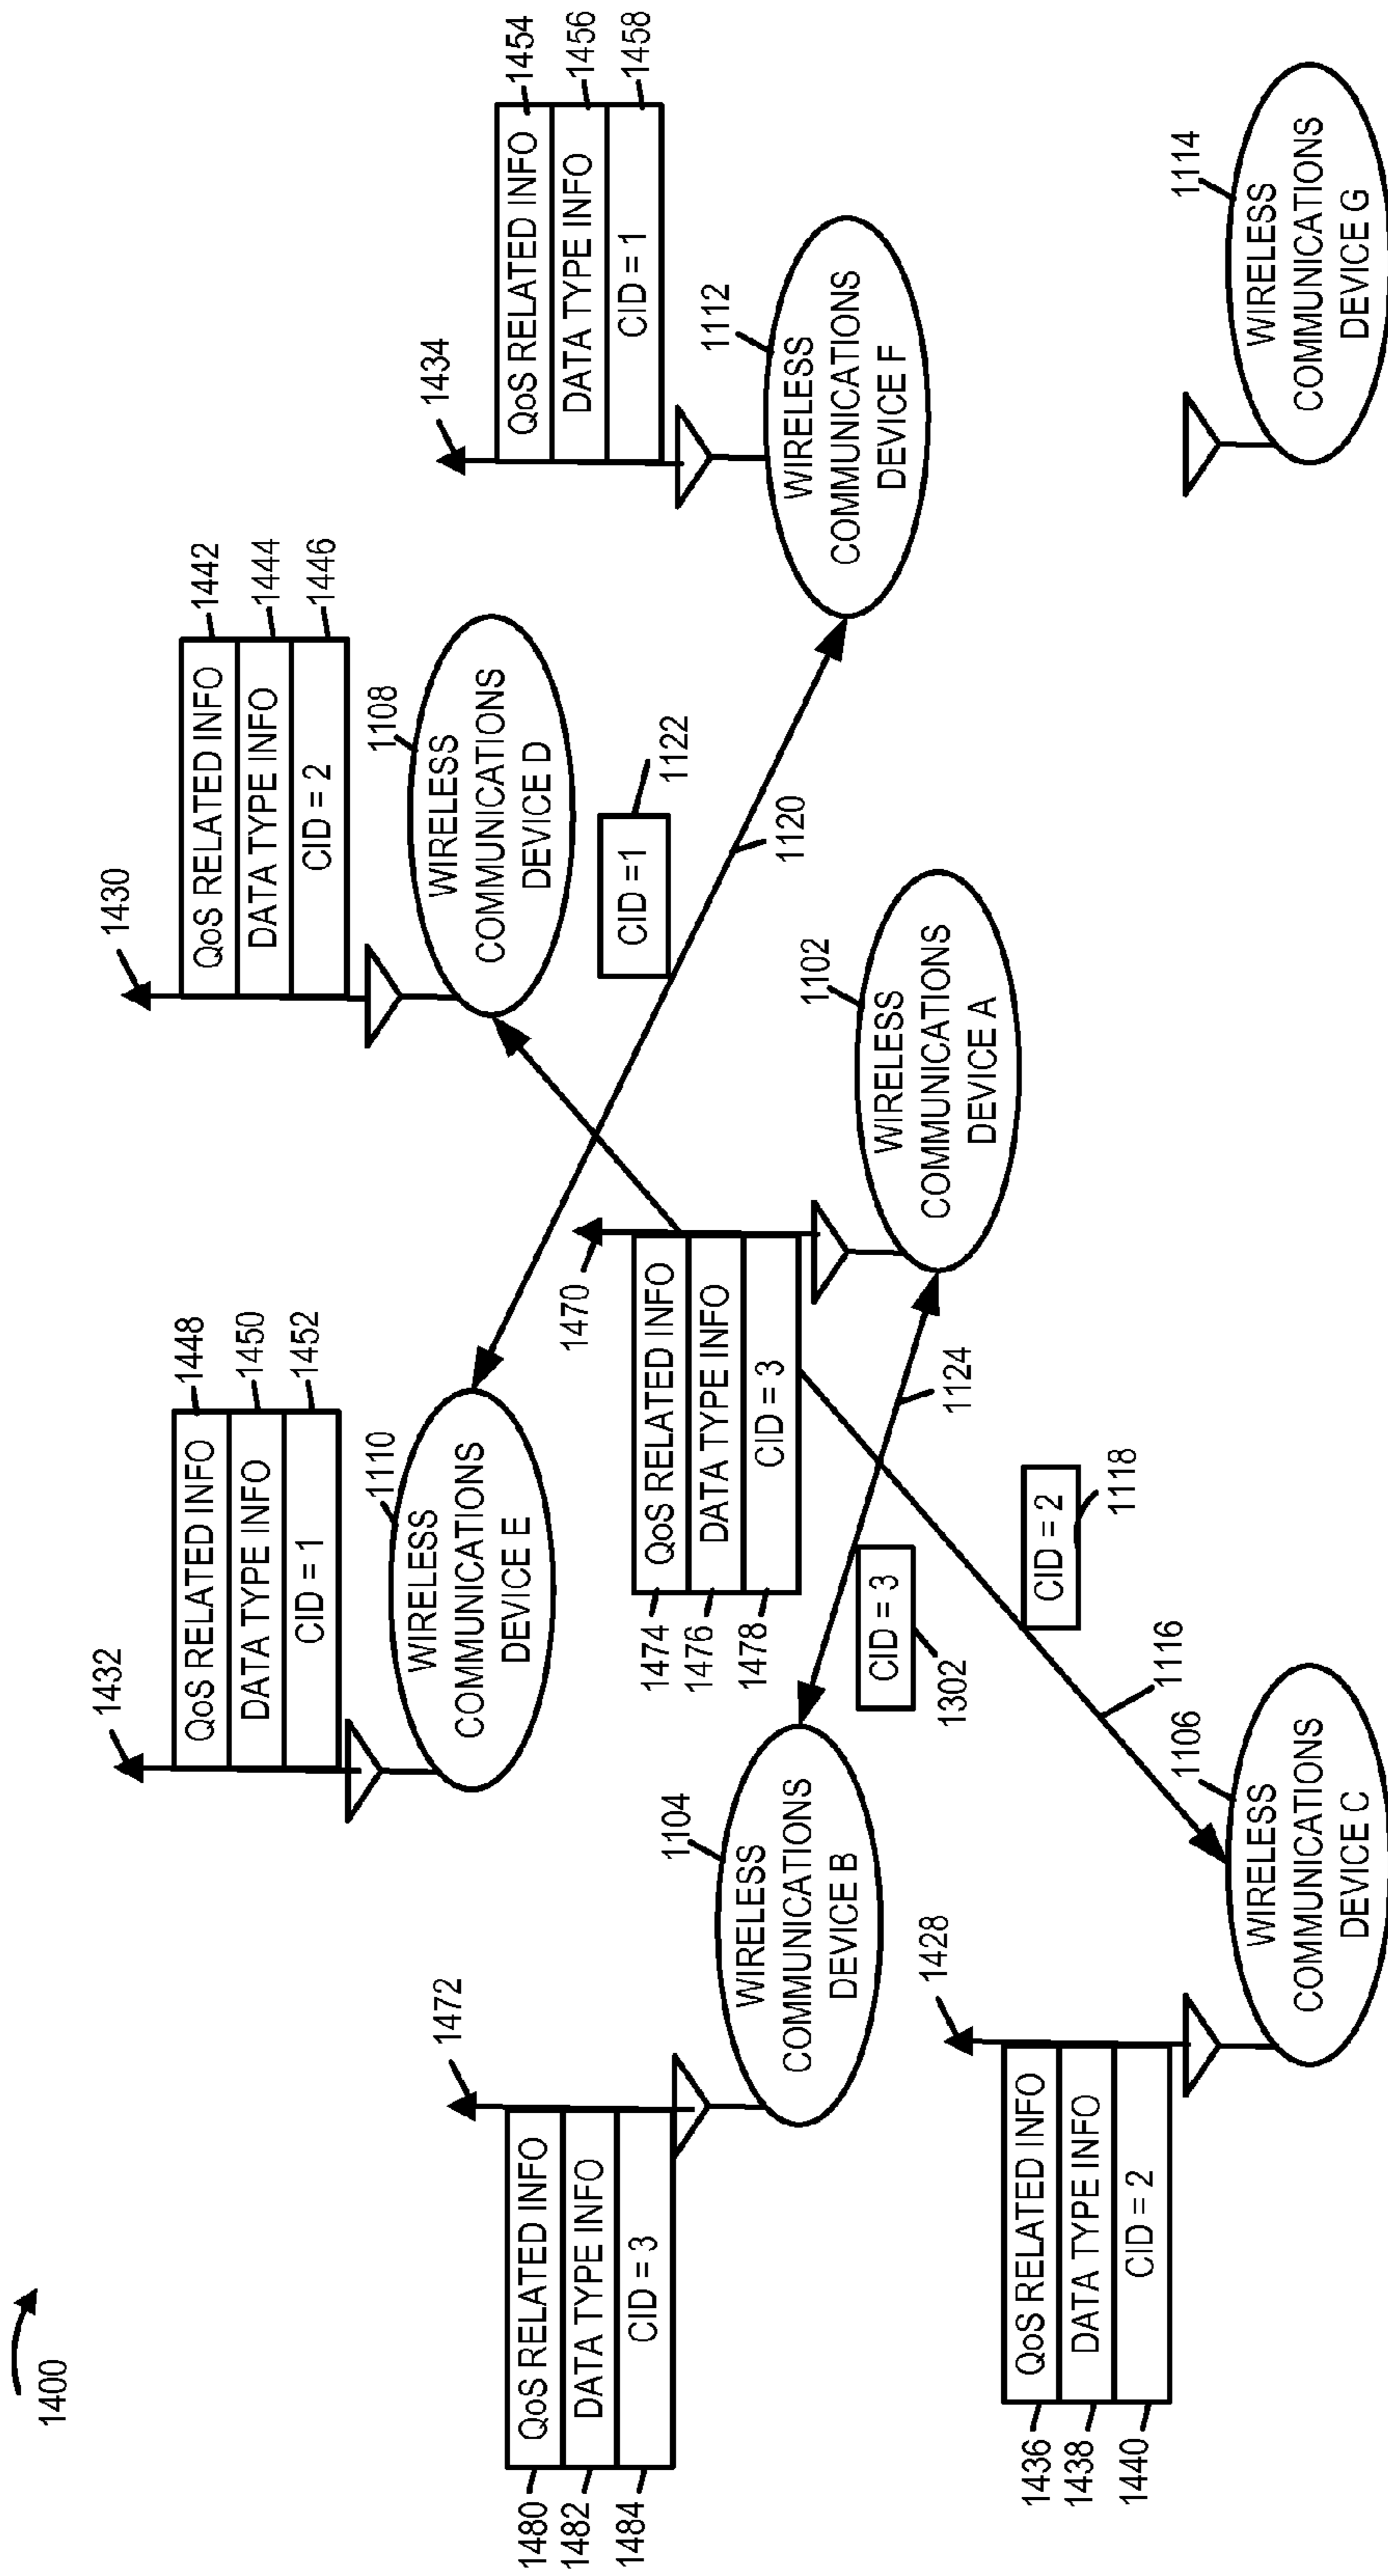 1400
1432
QoS RELATED INFO
1448
DATA TYPE INFO
1450
CID = 1
1452
1110
WIRELESS
COMMUNICATIONS
DEVICE E
1430
QoS RELATED INFO
1442
DATA TYPE INFO
1444
CID = 2
1446
1108
WIRELESS
COMMUNICATIONS
DEVICE D
1434
QoS RELATED INFO
1454
DATA TYPE INFO
1456
CID = 1
1458
1112
WIRELESS
COMMUNICATIONS
DEVICE F
1472
1480
QoS RELATED INFO
1482
DATA TYPE INFO
1484
CID = 3
1104
WIRELESS
COMMUNICATIONS
DEVICE B
1470
1474
QoS RELATED INFO
1476
DATA TYPE INFO
1478
CID = 3
CID =1
1122
1120
1102
WIRELESS
COMMUNICATIONS
DEVICE A
CID = 3
1302
1124
CID = 2
1118
1116
1428
1436
QoS RELATED INFO
1438
DATA TYPE INFO
1440
CID = 2
1106
WIRELESS
COMMUNICATIONS
DEVICE C
1114
WIRELESS
COMMUNICATIONS
DEVICE G